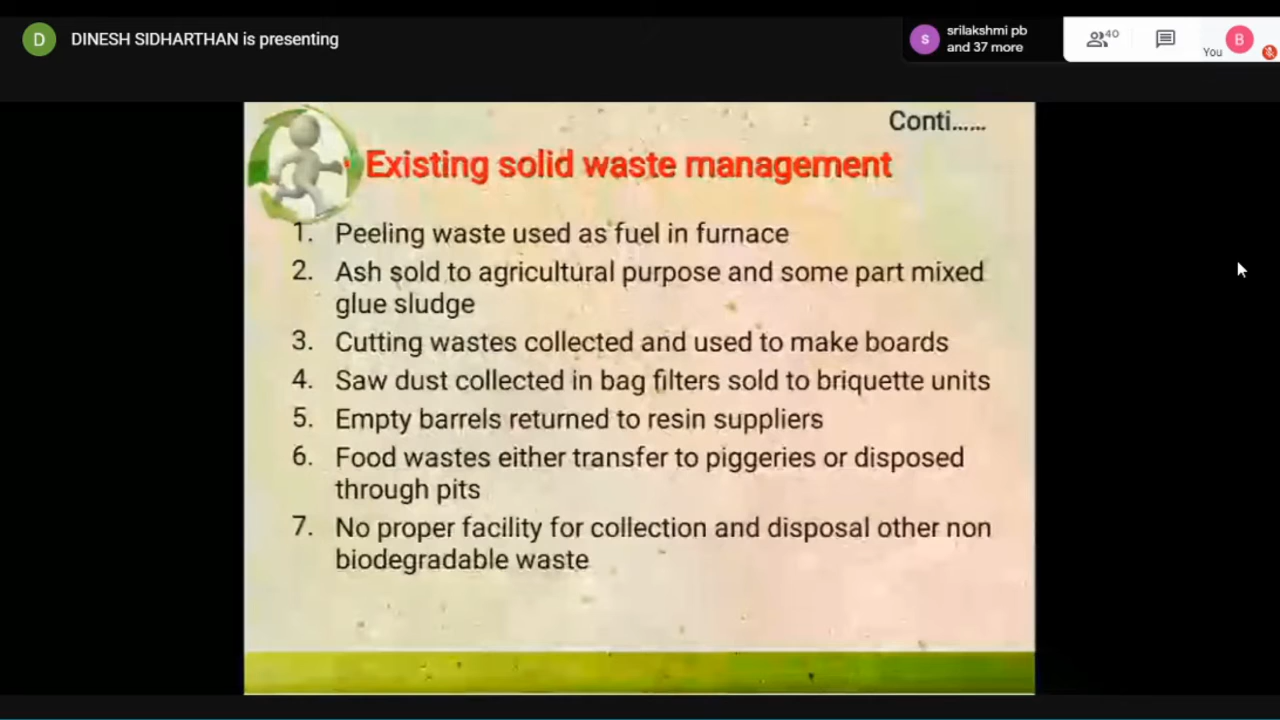 D
DINESH SIDHARTHAN is presenting
S
srilakshmi pb
and 37 more
40
You
B
Conti......
Existing solid waste management
1. Peeling waste used as fuel in furnace
2. Ash sold to agricultural purpose and some part mixed
glue sludge
3. Cutting wastes collected and used to make boards
4. Saw dust collected in bag filters sold to briquette units
5. Empty barrels returned to resin suppliers
6. Food wastes either transfer to piggeries or disposed
through pits
7. No proper facility for collection and disposal other non
biodegradable waste